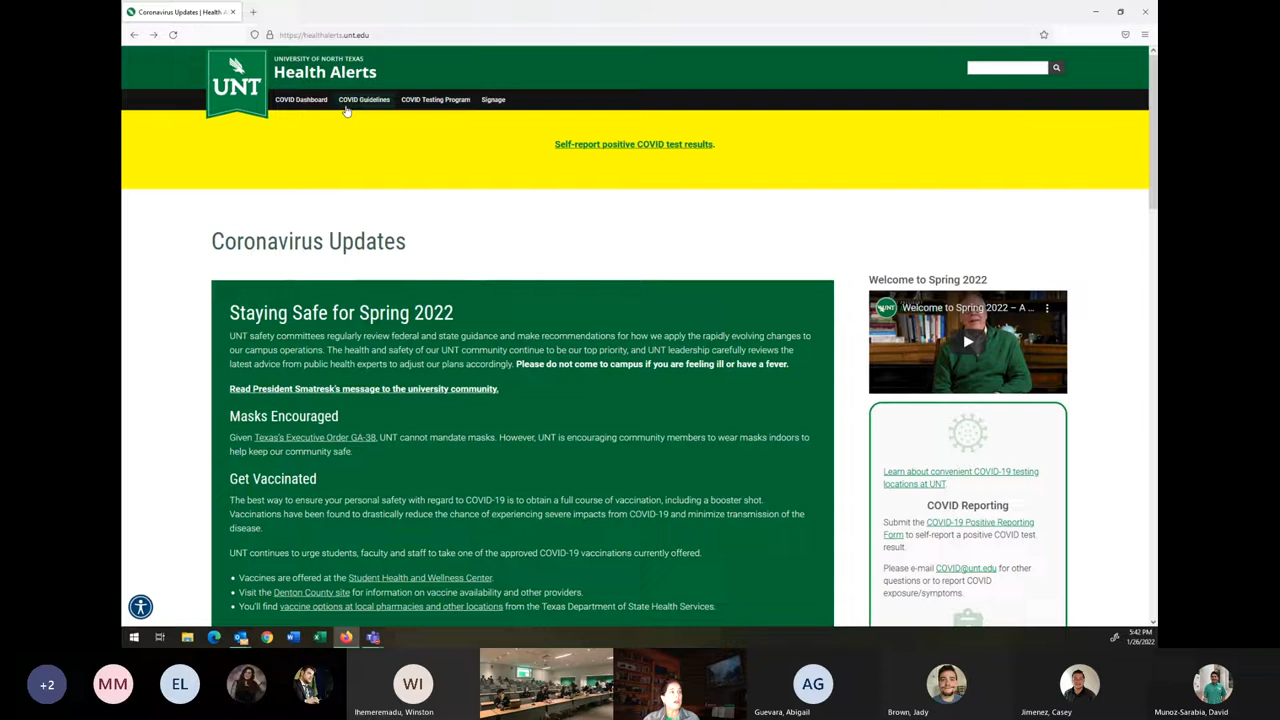 Coronavirus Updates | Health A
https://healthalerts.unt.edu
UNIVERSITY OF NORTH TEXAS
Health Alerts
UNT
COVID Dashboard
COVID Guidelines
COVID Testing Program
Signage
Self-report positive COVID test results.
Coronavirus Updates
Staying Safe for Spring 2022
UNT safety committees regularly review federal and state guidance and make recommendations for how we apply the rapidly evolving changes to
our campus operations. The health and safety of our UNT community continue to be our top priority, and UNT leadership carefully reviews the
latest advice from public health experts to adjust our plans accordingly. Please do not come to campus if you are feeling ill or have a fever.
Read President Smatresk's message to the university community.
Masks Encouraged
Given Texas's Executive Order GA-38, UNT cannot mandate masks. However, UNT is encouraging community members to wear masks indoors to
help keep our community safe.
Get Vaccinated
The best way to ensure your personal safety with regard to COVID-19 is to obtain a full course of vaccination, including a booster shot.
Vaccinations have been found to drastically reduce the chance of experiencing severe impacts from COVID-19 and minimize transmission of the
disease.
UNT continues to urge students, faculty and staff to take one of the approved COVID-19 vaccinations currently offered.
• Vaccines are offered at the Student Health and Wellness Center.
• Visit the Denton County site for information on vaccine availability and other providers.
• You'll find vaccine options at local pharmacies and other locations from the Texas Department of State Health Services.
Welcome to Spring 2022
UNT
Welcome to Spring 2022 – A ...
Learn about convenient COVID-19 testing
locations at UNT.
COVID Reporting
Submit the COVID-19 Positive Reporting
Form to self-report a positive COVID test
result.
Please e-mail COVID@unt.edu for other
questions or to report COVID
exposure/symptoms.
5:42 PM
1/26/2022
+2
MM
EL
WI
Ihemeremadu, Winston
AG
Guevara, Abigail
Brown, Jady
Jimenez, Casey
Munoz-Sarabia, David